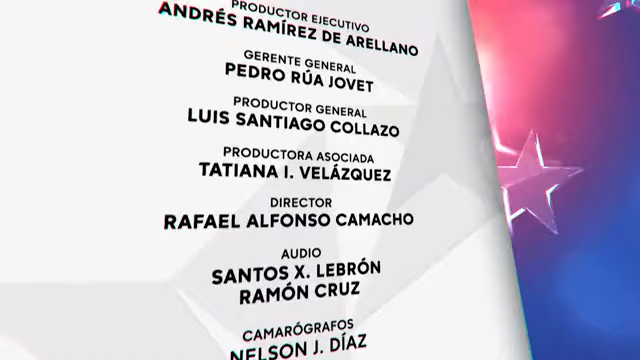 PRODUCTOR EJECUTIVO
ANDRÉS RAMÍREZ DE ARELLANO
GERENTE GENERAL
PEDRO RÚA JOVET
PRODUCTOR GENERAL
LUIS SANTIAGO COLLAZO
PRODUCTORA ASOCIADA
TATIANA I. VELÁZQUEZ
DIRECTOR
RAFAEL ALFONSO CAMACHO
AUDIO
SANTOS X. LEBRÓN
RAMÓN CRUZ
CAMARÓGRAFOS
NELSON J. DÍAZ